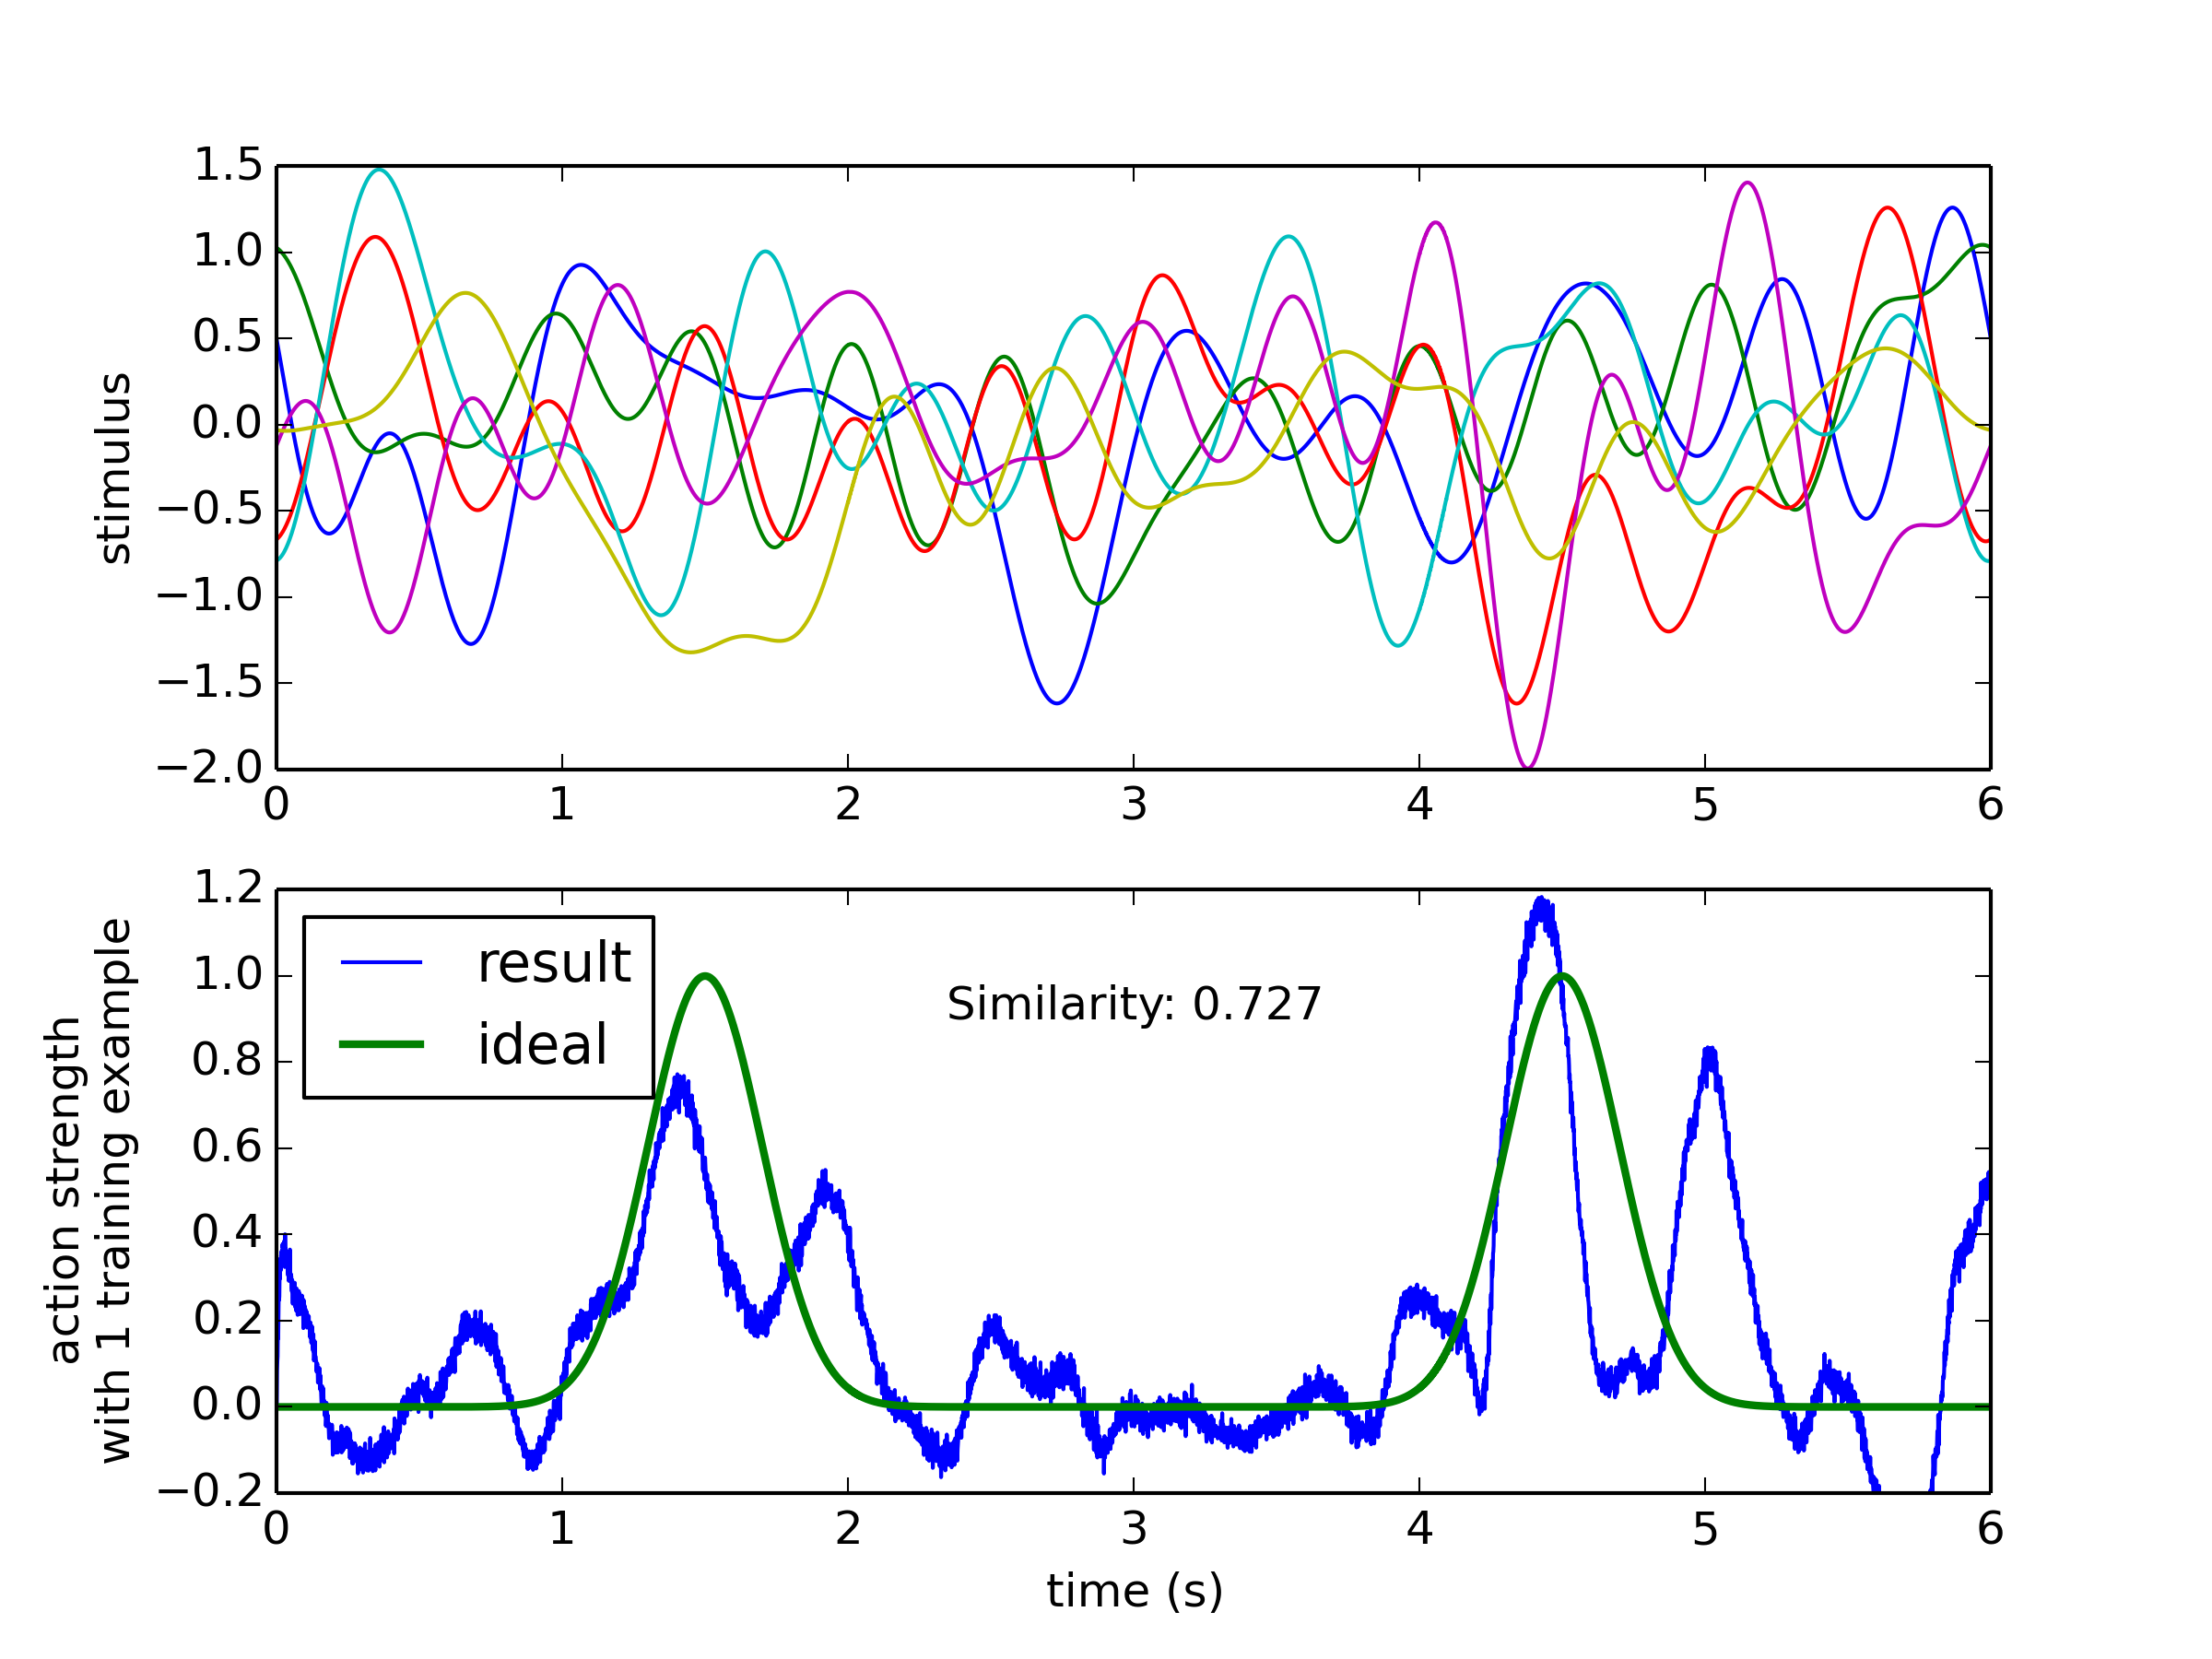 1.5
1.0
0.5
0.0
−0.5
−1.0
−1.5
−2.0
stimulus
0 1 2 3 4 5 6
1.2
1.0
0.8
0.6
0.4
0.2
0.0
−0.2
action strength
with 1 training example
result
ideal
Similarity: 0.727
0 1 2 3 4 5 6
time (s)